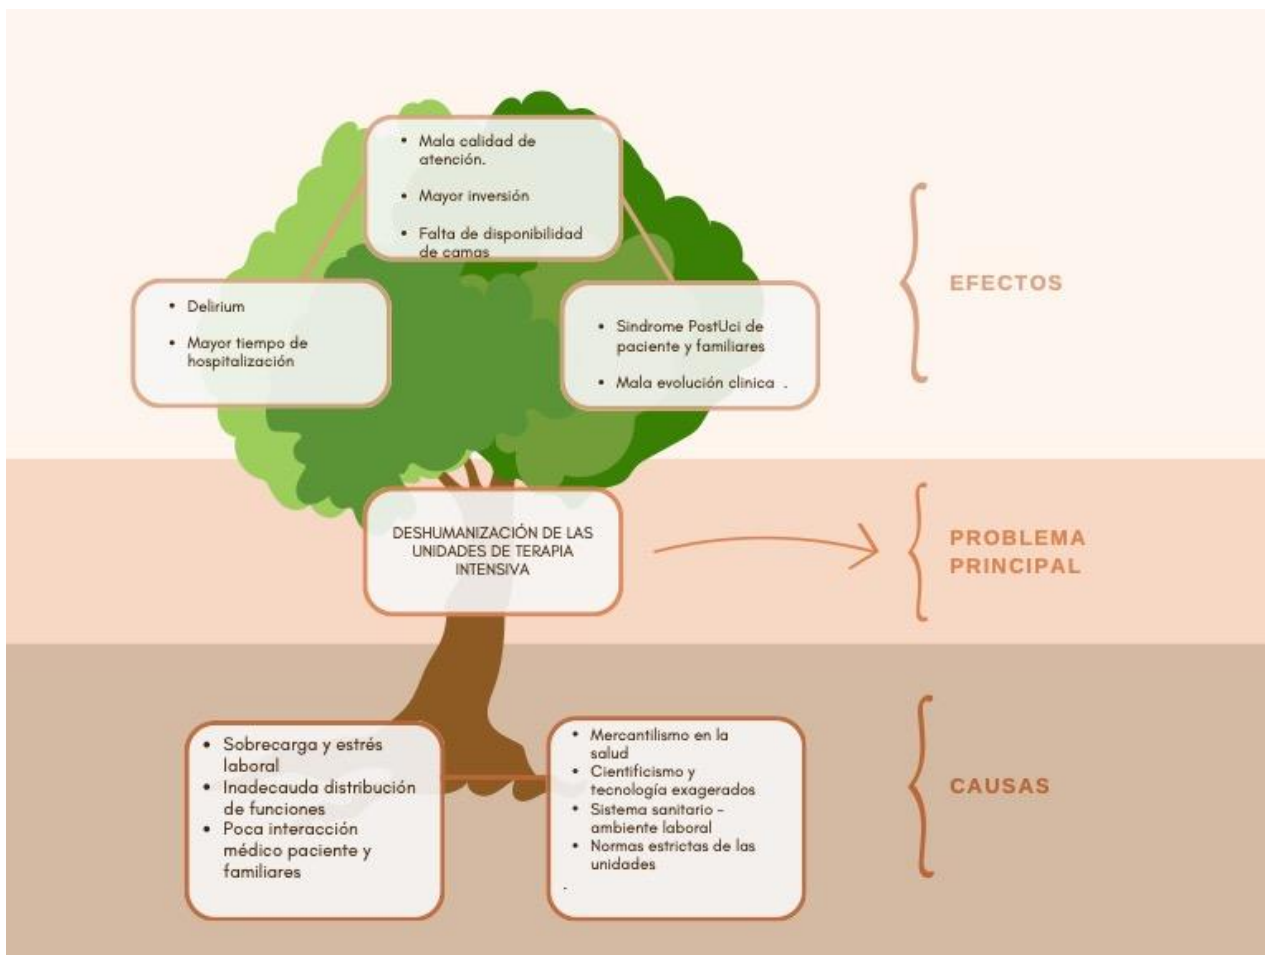 • Mala calidad de
atención.
• Mayor inversión
• Falta de disponibilidad
de camas
• Delirium
• Mayor tiempo de
hospitalización
• Sindrome PostUci de
paciente y familiares
• Mala evolución clinica .
EFECTOS
DESHUMANIZACIÓN DE LAS
UNIDADES DE TERAPIA
INTENSIVA
PROBLEMA
PRINCIPAL
• Sobrecarga y estrés
laboral
• Inadecauda distribución
de funciones
• Poca interacción
médico paciente y
familiares
• Mercantilismo en la
salud
• Cientificismo y
tecnología exagerados
• Sistema sanitario -
ambiente laboral
• Normas estrictas de las
unidades
.
CAUSAS